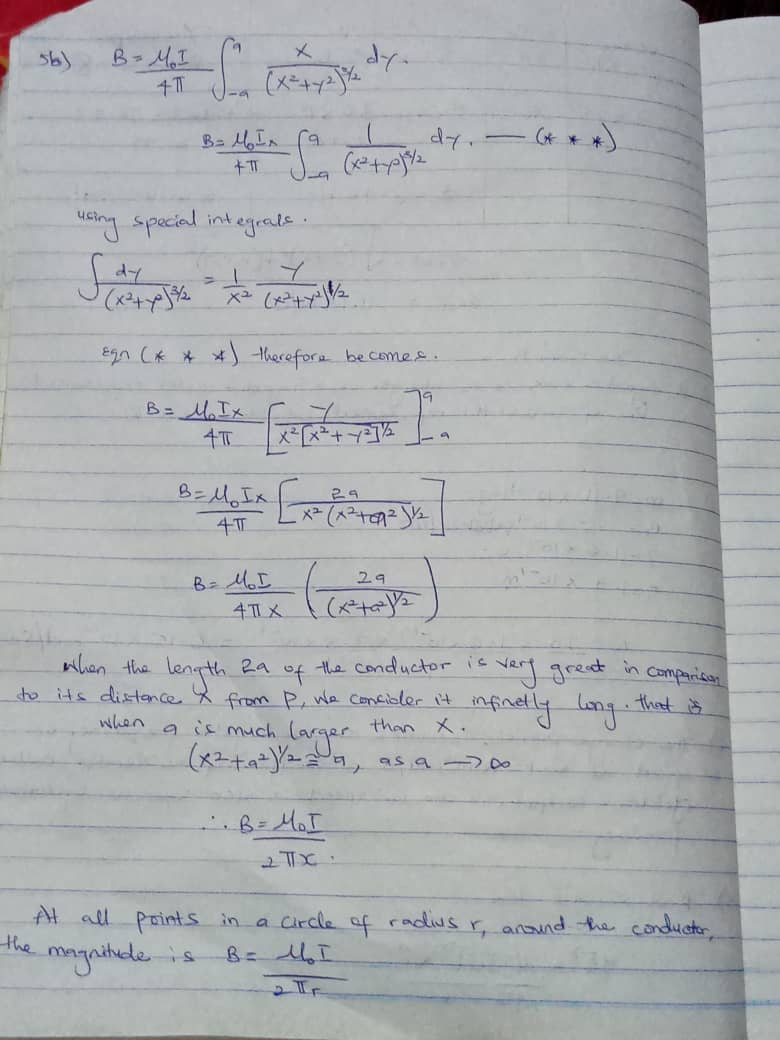 5b) B = μ₀I/4π ∫₋ₐᵃ x/(x²+y²)^3/2 dy.
B = μ₀Ix/4π ∫₋ₐᵃ 1/(x²+y²)^3/2 dy. — (* * *)
using special integrals.
∫ dy/(x²+y²)^3/2 = 1/x² y/(x²+y²)^1/2
Eqn (* * *) therefore becomes.
B = μ₀Ix/4π [y/x²[x²+y²]^1/2]₋ₐᵃ
B = μ₀Ix/4π [2a/x²(x²+a²)^1/2]
B = μ₀I/4πx (2a/(x²+a²)^1/2)
When the length 2a of the conductor is very great in comparison
to its distance x from P, we consider it infinetly long. that is
when a is much larger than x.
(x²+a²)^1/2 ≅ a, as a → ∞
∴ B = μ₀I/2πx.
At all points in a circle of radius r, around the conductor,
the magnitude is B = μ₀I/2πr